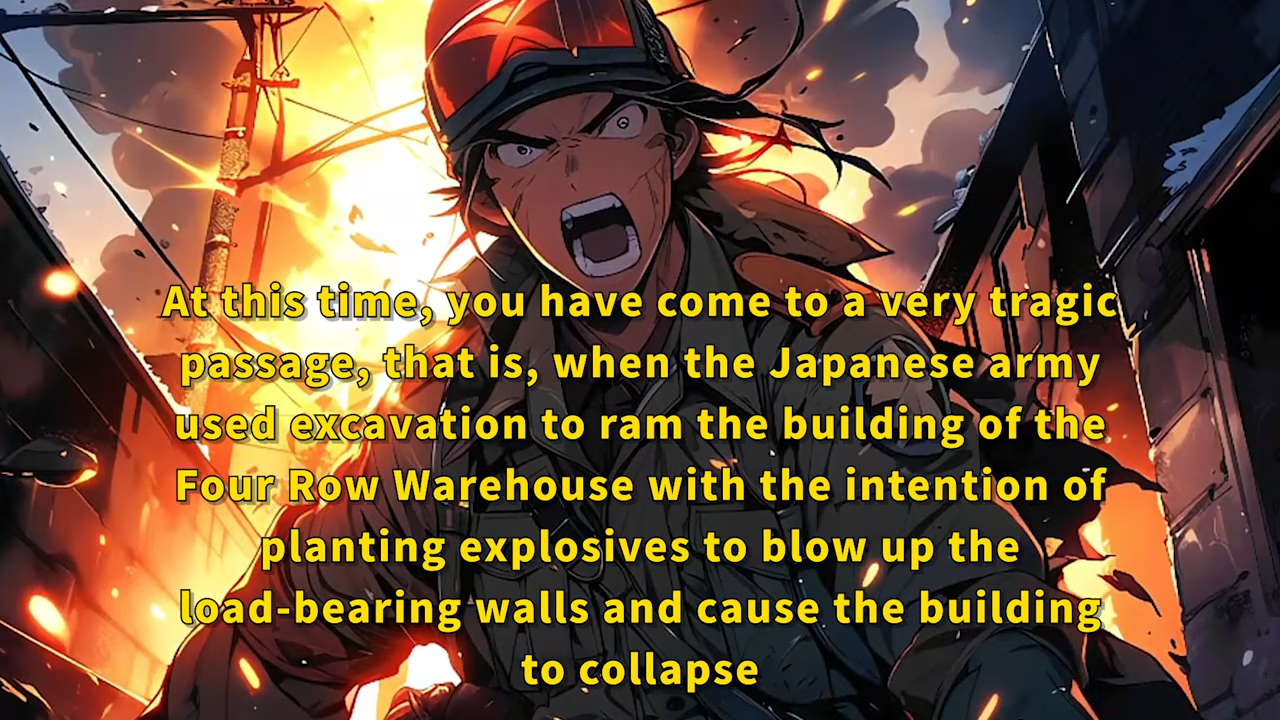 At this time, you have come to a very tragic
passage, that is, when the Japanese army
used excavation to ram the building of the
Four Row Warehouse with the intention of
planting explosives to blow up the
load-bearing walls and cause the building
to collapse